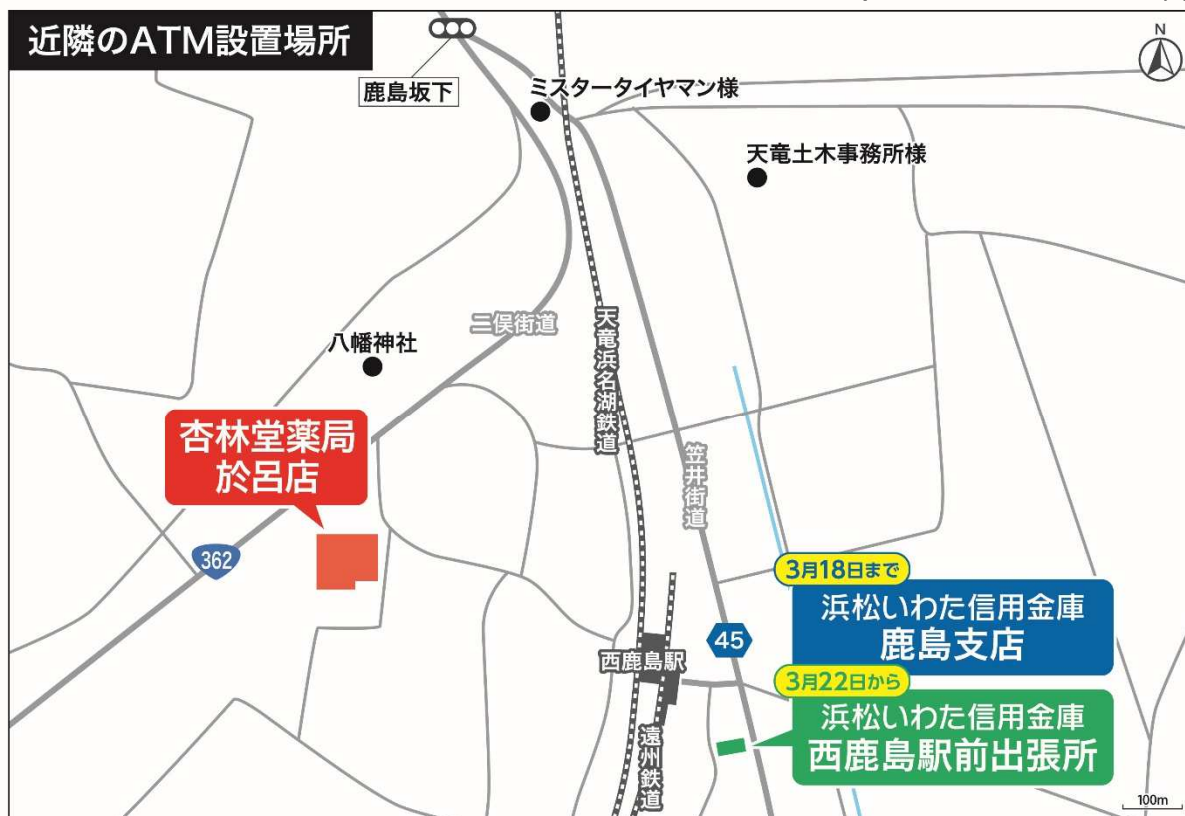 近隣のATM設置場所
N
鹿島坂下
ミスタータイヤマン様
天竜土木事務所様
二俣街道
八幡神社
天竜浜名湖鉄道
杏林堂薬局
於呂店
笠井街道
362
3月18日まで
浜松いわた信用金庫
鹿島支店
45
西鹿島駅
3月22日から
浜松いわた信用金庫
西鹿島駅前出張所
遠州鉄道
100m